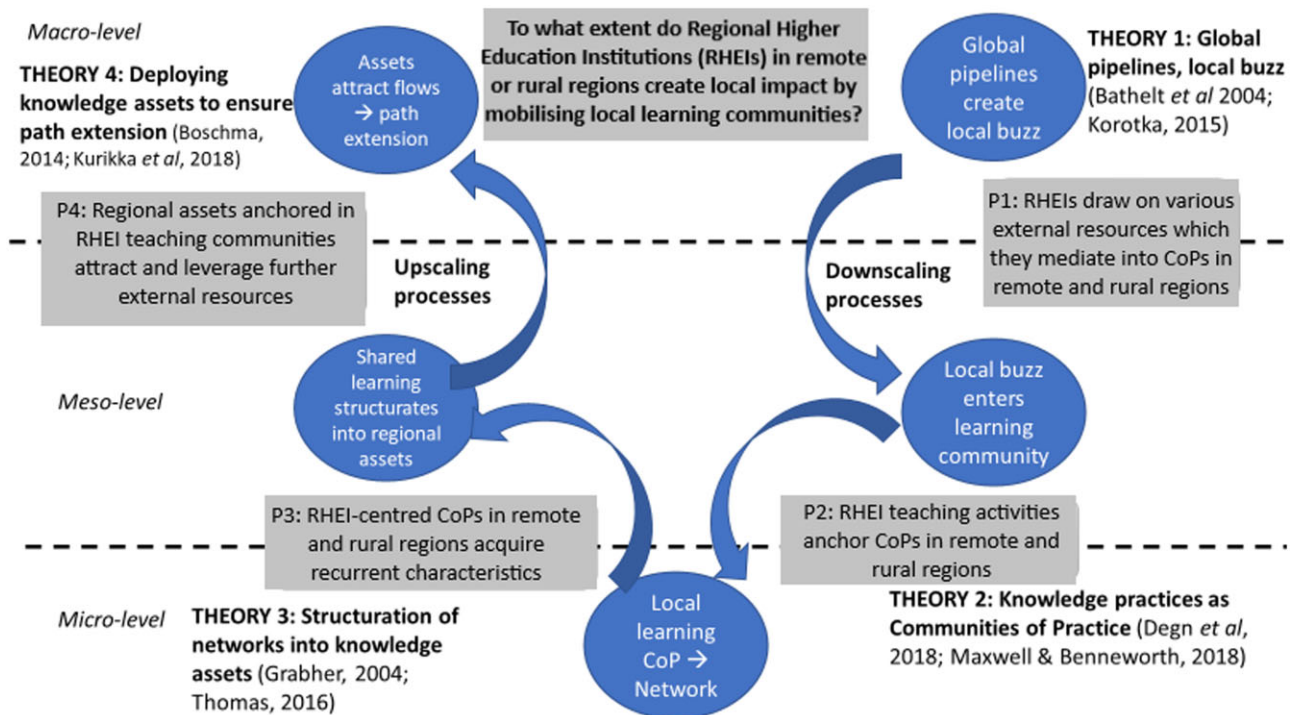 Macro-level
THEORY 4: Deploying
knowledge assets to ensure
path extension (Boschma,
2014; Kurikka et al, 2018)
Assets
attract flows
→ path
extension
To what extent do Regional Higher
Education Institutions (RHEIs) in remote
or rural regions create local impact by
mobilising local learning communities?
Global
pipelines
create
local buzz
THEORY 1: Global
pipelines, local buzz
(Bathelt et al 2004;
Korotka, 2015)
P4: Regional assets anchored in
RHEI teaching communities
attract and leverage further
external resources
Upscaling
processes
Downscaling
processes
P1: RHEIs draw on various
external resources which
they mediate into CoPs in
remote and rural regions
Meso-level
Shared
learning
structurates
into regional
assets
Local buzz
enters
learning
community
P3: RHEI-centred CoPs in remote
and rural regions acquire
recurrent characteristics
P2: RHEI teaching activities
anchor CoPs in remote and
rural regions
Micro-level
THEORY 3: Structuration of
networks into knowledge
assets (Grabher, 2004;
Thomas, 2016)
Local
learning
CoP →
Network
THEORY 2: Knowledge practices as
Communities of Practice (Degn et al,
2018; Maxwell & Benneworth, 2018)